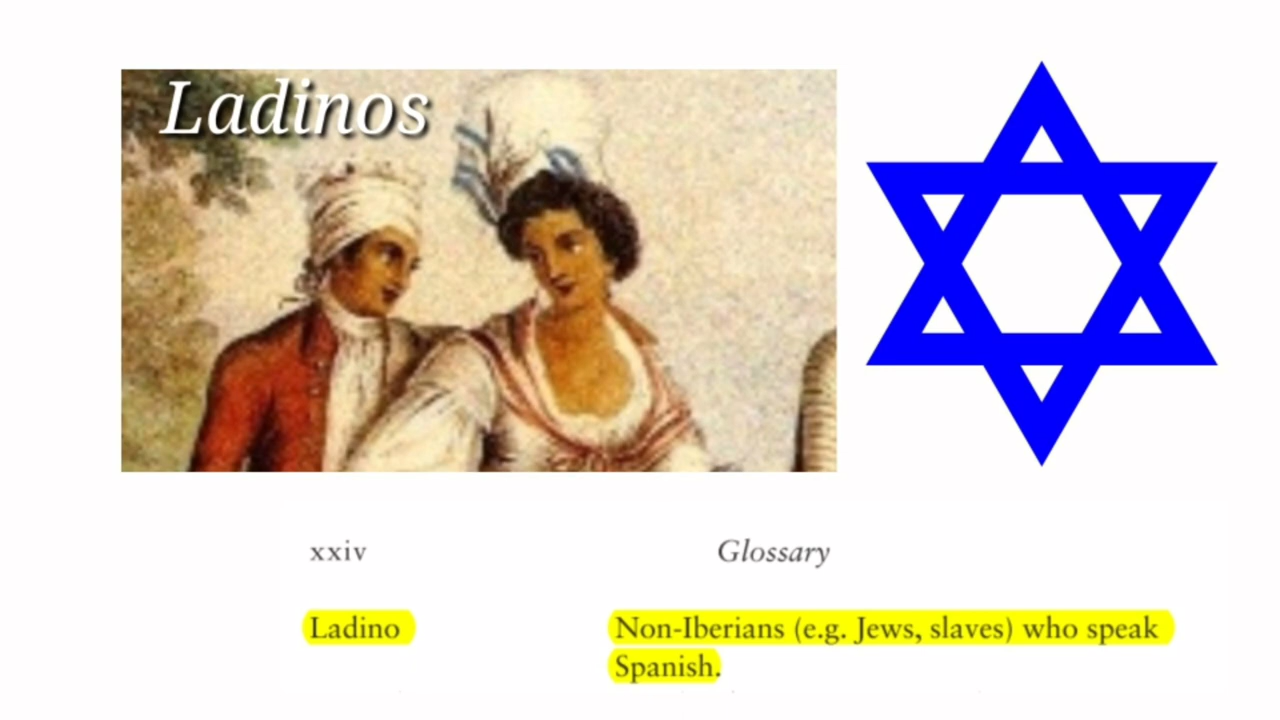 Ladinos
xxiv Glossary
Ladino Non-Iberians (e.g. Jews, slaves) who speak
Spanish.